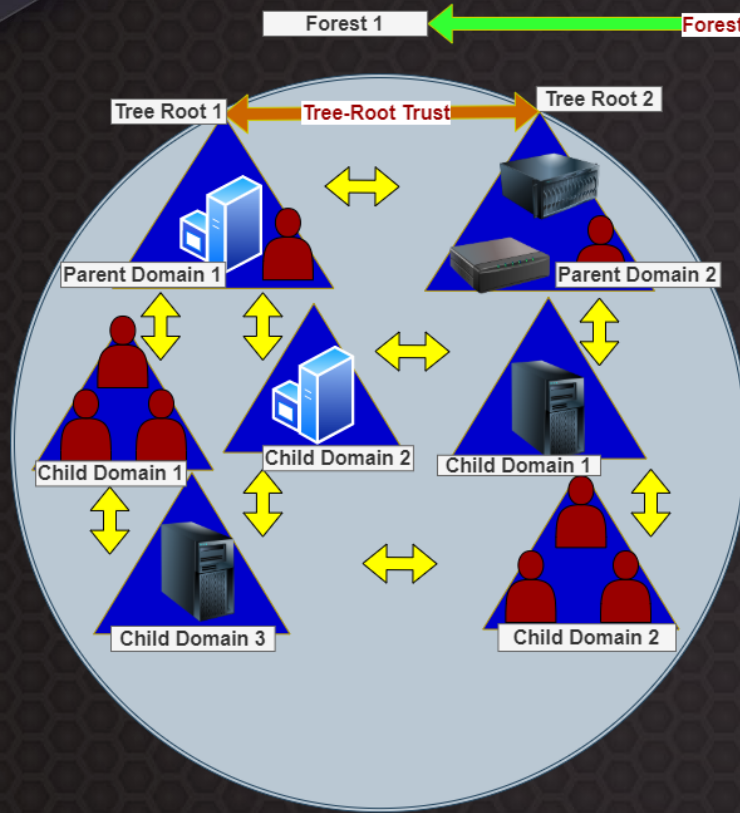 Forest 1
Forest
Tree Root 1
Tree-Root Trust
Tree Root 2
Parent Domain 1
Parent Domain 2
Child Domain 1
Child Domain 2
Child Domain 1
Child Domain 3
Child Domain 2